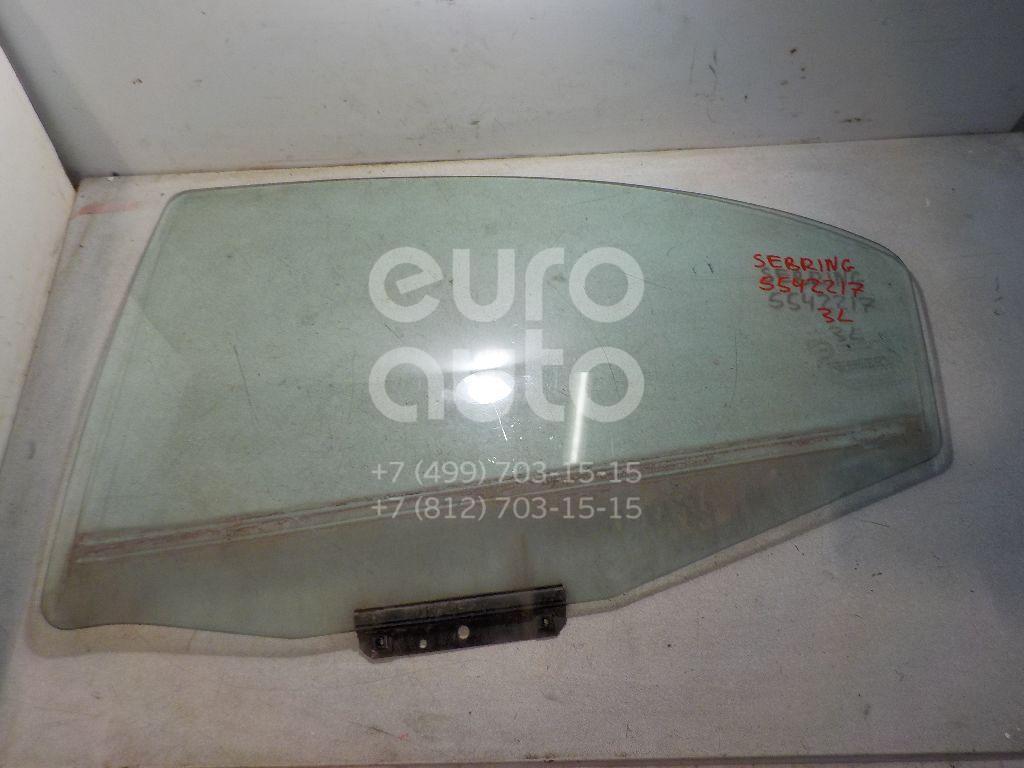 SEBRING
5542217
3L
euro
auto
+7 (499) 703-15-15
+7 (812) 703-15-15